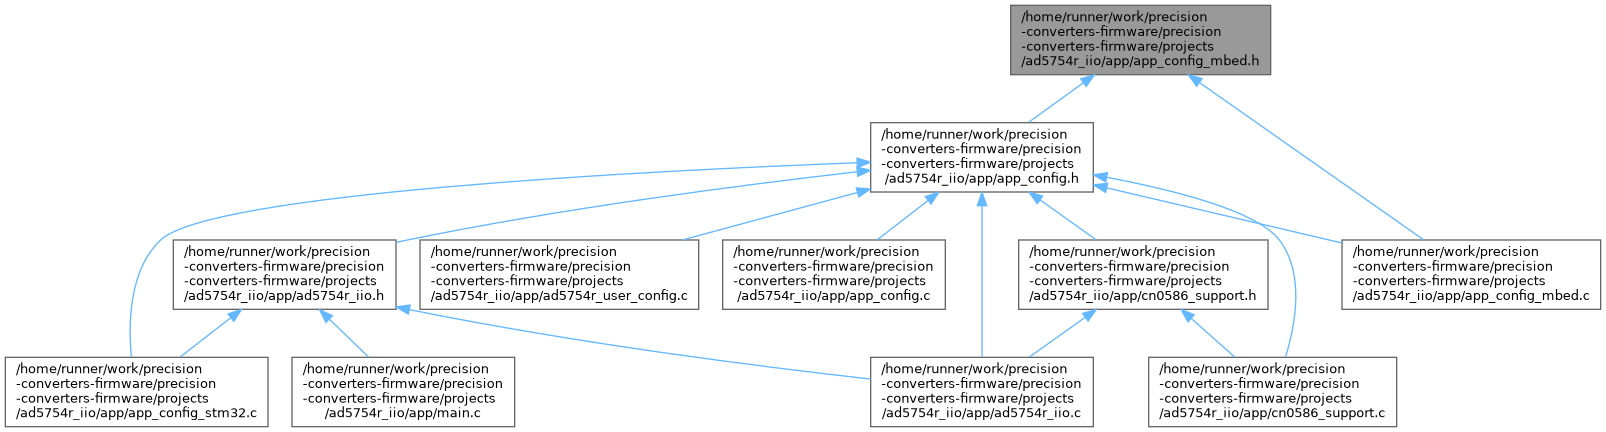 /home/runner/work/precision
-converters-firmware/precision
-converters-firmware/projects
/ad5754r_iio/app/app_config_mbed.h
/home/runner/work/precision
-converters-firmware/precision
-converters-firmware/projects
/ad5754r_iio/app/app_config.h
/home/runner/work/precision
-converters-firmware/precision
-converters-firmware/projects
/ad5754r_iio/app/ad5754r_iio.h
/home/runner/work/precision
-converters-firmware/precision
-converters-firmware/projects
/ad5754r_iio/app/ad5754r_user_config.c
/home/runner/work/precision
-converters-firmware/precision
-converters-firmware/projects
/ad5754r_iio/app/app_config.c
/home/runner/work/precision
-converters-firmware/precision
-converters-firmware/projects
/ad5754r_iio/app/cn0586_support.h
/home/runner/work/precision
-converters-firmware/precision
-converters-firmware/projects
/ad5754r_iio/app/app_config_mbed.c
/home/runner/work/precision
-converters-firmware/precision
-converters-firmware/projects
/ad5754r_iio/app/app_config_stm32.c
/home/runner/work/precision
-converters-firmware/precision
-converters-firmware/projects
/ad5754r_iio/app/main.c
/home/runner/work/precision
-converters-firmware/precision
-converters-firmware/projects
/ad5754r_iio/app/ad5754r_iio.c
/home/runner/work/precision
-converters-firmware/precision
-converters-firmware/projects
/ad5754r_iio/app/cn0586_support.c